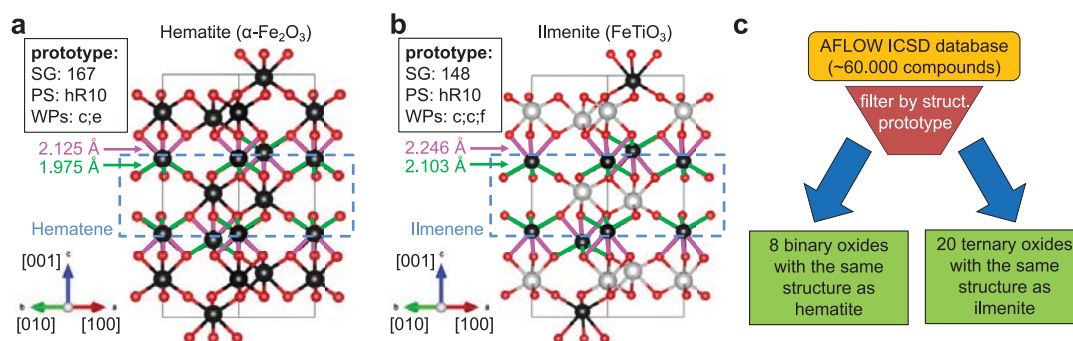 a
Hematite (α-Fe₂O₃)
prototype:
SG: 167
PS: hR10
WPs: c;e
2.125 Å
1.975 Å
Hematene
[001]
c
b
a
[010]
[100]
b
Ilmenite (FeTiO₃)
prototype:
SG: 148
PS: hR10
WPs: c;c;f
2.246 Å
2.103 Å
Ilmenene
[001]
c
b
a
[010]
[100]
c
AFLOW ICSD database
(~60.000 compounds)
filter by struct.
prototype
8 binary oxides
with the same
structure as
hematite
20 ternary oxides
with the same
structure as
ilmenite